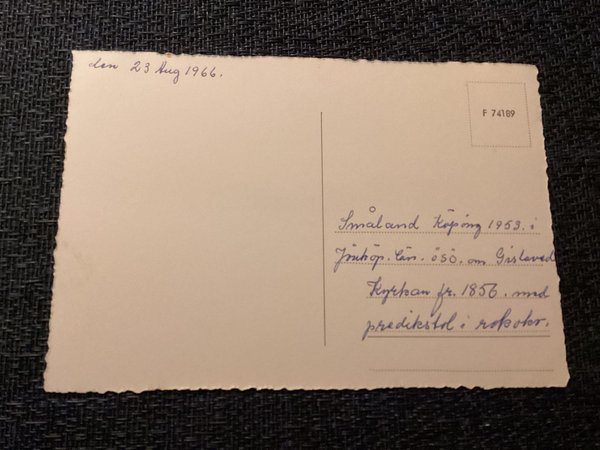 den 23 Aug 1966.
F 74189
Småland Köping 1953. i
Jönköp. län. ösö. om Gislaved
Kyrkan fr. 1856. med
predikstol i rokoko.